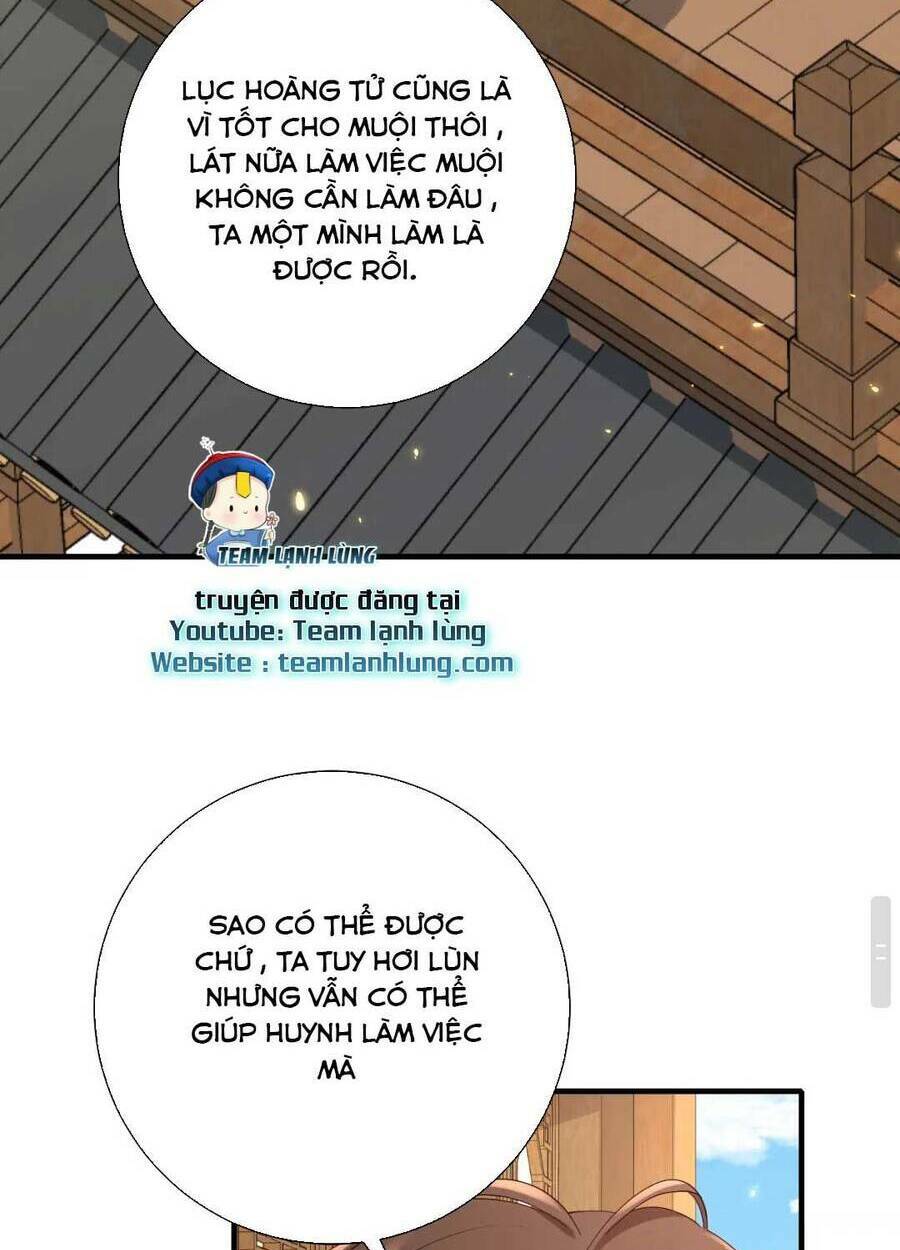 LỤC HOÀNG TỬ CŨNG LÀ
VÌ TỐT CHO MUỘI THÔI ,
LÁT NỮA LÀM VIỆC MUỘI
KHÔNG CẦN LÀM ĐÂU ,
TA MỘT MÌNH LÀM LÀ
ĐƯỢC RỒI.
TEAM LẠNH LÙNG
truyện được đăng tại
Youtube: Team lạnh lùng
Website : teamlanhlung.com
SAO CÓ THỂ ĐƯỢC
CHỨ , TA TUY HƠI LÙN
NHƯNG VẪN CÓ THỂ
GIÚP HUYNH LÀM VIỆC
MÀ